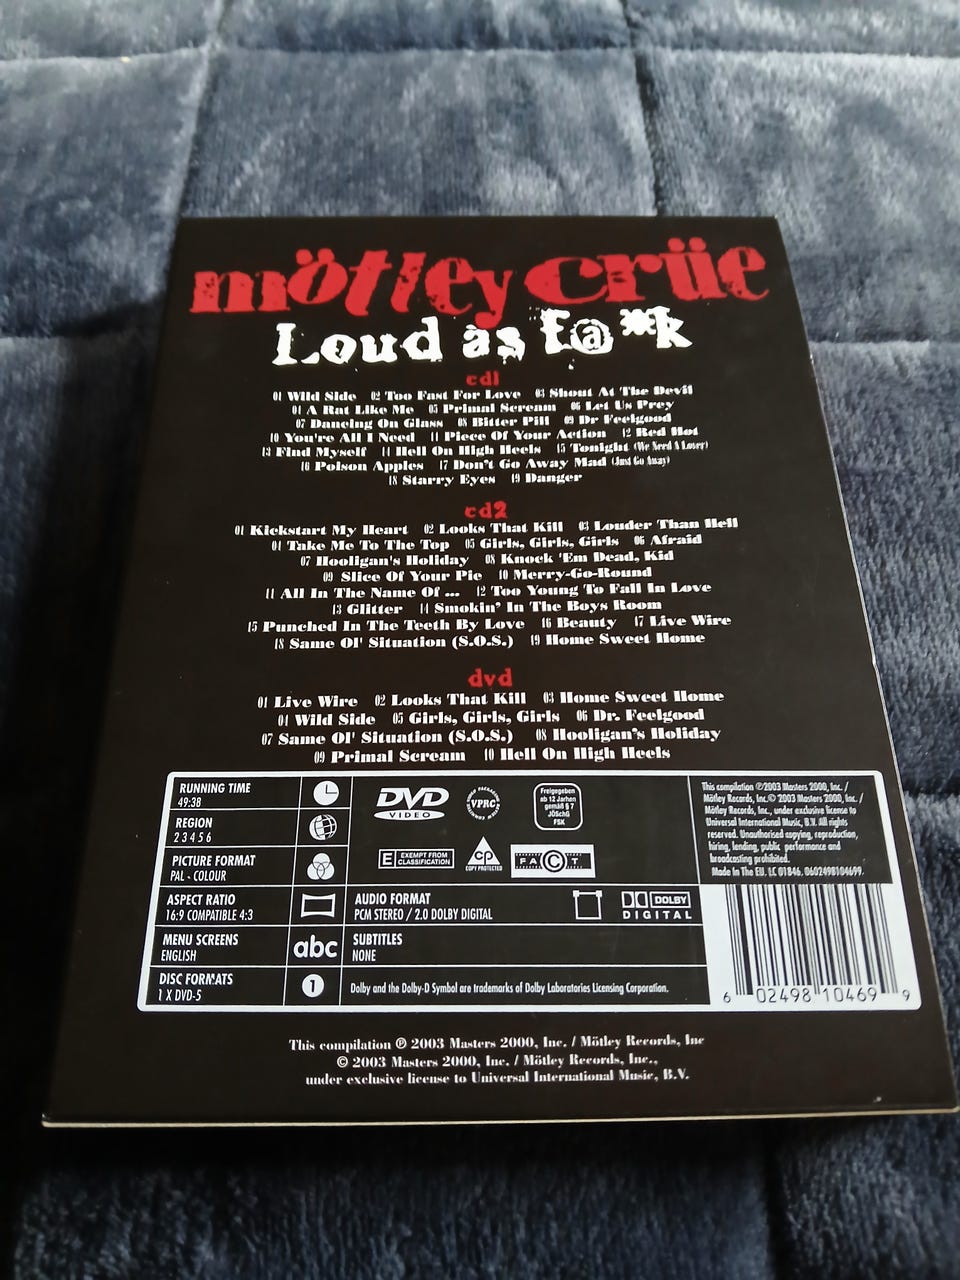 mötley crüe
Loud as f@*k
cd1
01 Wild Side 02 Too Fast For Love 03 Shout At The Devil
04 A Rat Like Me 05 Primal Scream 06 Let Us Prey
07 Dancing On Glass 08 Bitter Pill 09 Dr Feelgood
10 You're All I Need 11 Piece Of Your Action 12 Red Hot
13 Find Myself 14 Hell On High Heels 15 Tonight (We Need A Lover)
16 Poison Apples 17 Don't Go Away Mad (Just Go Away)
18 Starry Eyes 19 Danger
cd2
01 Kickstart My Heart 02 Looks That Kill 03 Louder Than Hell
04 Take Me To The Top 05 Girls, Girls, Girls 06 Afraid
07 Hooligan's Holiday 08 Knock 'Em Dead, Kid
09 Slice Of Your Pie 10 Merry-Go-Round
11 All In The Name Of ... 12 Too Young To Fall In Love
13 Glitter 14 Smokin' In The Boys Room
15 Punched In The Teeth By Love 16 Beauty 17 Live Wire
18 Same Ol' Situation (S.O.S.) 19 Home Sweet Home
dvd
01 Live Wire 02 Looks That Kill 03 Home Sweet Home
04 Wild Side 05 Girls, Girls, Girls 06 Dr. Feelgood
07 Same Ol' Situation (S.O.S.) 08 Hooligan's Holiday
09 Primal Scream 10 Hell On High Heels
RUNNING TIME
49:38
REGION
2 3 4 5 6
PICTURE FORMAT
PAL - COLOUR
ASPECT RATIO
16:9 COMPATIBLE 4:3
MENU SCREENS
ENGLISH
abc
DISC FORMATS
1 X DVD-5
1
DVD
VIDEO
VPRC
Freigegeben
ab 12 Jahren
gemäß § 7
JÖSchG
FSK
E EXEMPT FROM
CLASSIFICATION
CP
COPY PROTECTED
FACT
AUDIO FORMAT
PCM STEREO / 2.0 DOLBY DIGITAL
DOLBY
DIGITAL
SUBTITLES
NONE
Dolby and the Dolby-D Symbol are trademarks of Dolby Laboratories Licensing Corporation.
This compilation ℗ 2003 Masters 2000, Inc. /
Mötley Records, Inc. © 2003 Masters 2000, Inc. /
Mötley Records, Inc., under exclusive license to
Universal International Music, B.V. All rights
reserved. Unauthorised copying, reproduction,
hiring, lending, public performance and
broadcasting prohibited.
Made In The EU. LC 01846. 0602498104699.
6 02498 10469 9
This compilation ℗ 2003 Masters 2000, Inc. / Mötley Records, Inc
© 2003 Masters 2000, Inc. / Mötley Records, Inc.,
under exclusive license to Universal International Music, B.V.